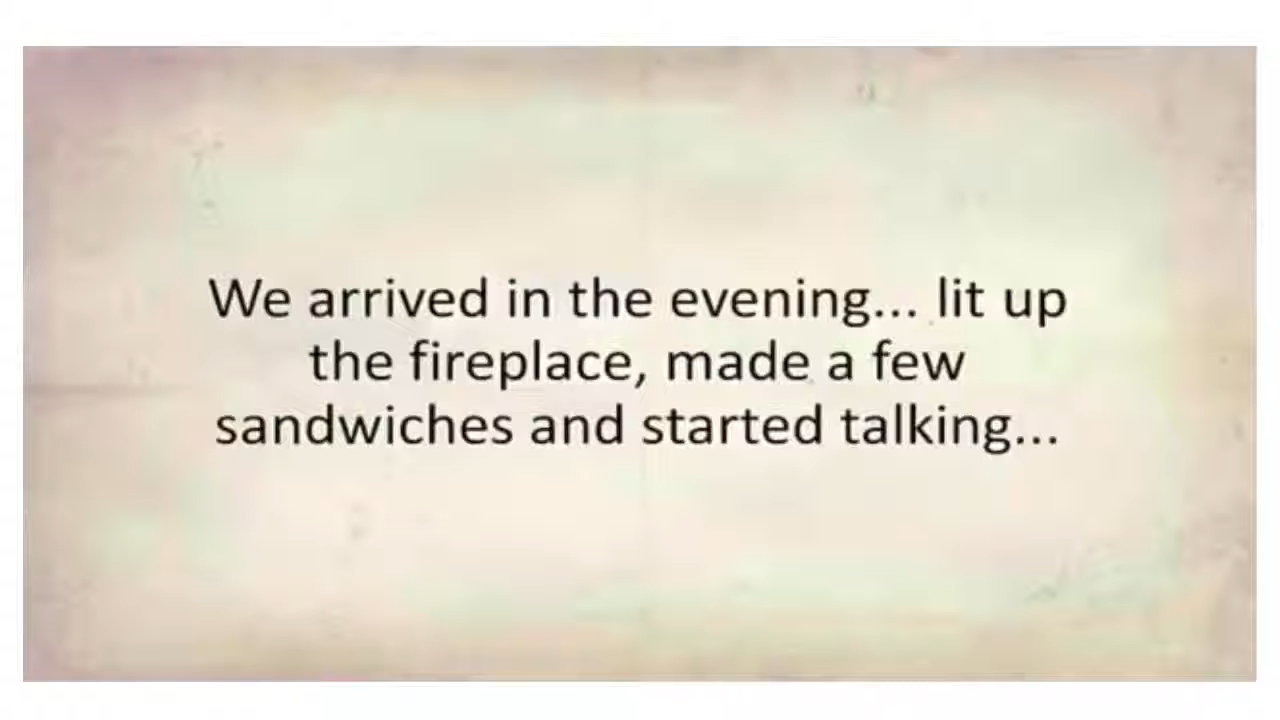 We arrived in the evening... lit up
the fireplace, made a few
sandwiches and started talking...